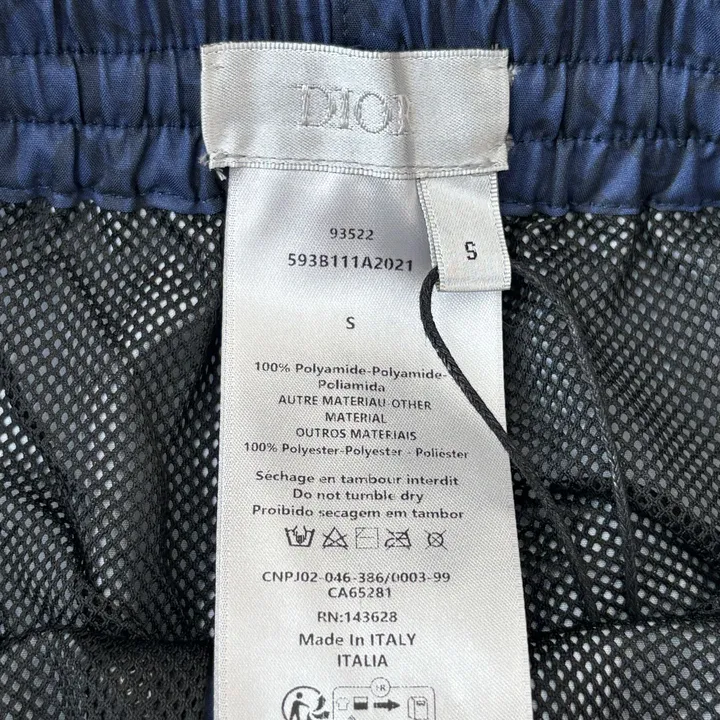 DIOR
S
93522
593B111A2021
S
100% Polyamide-Polyamide-
Poliamida
AUTRE MATERIAU-OTHER
MATERIAL
OUTROS MATERIAIS
100% Polyester-Polyester - Poliéster
Séchage en tambour interdit
Do not tumble dry
Proibido secagem em tambor
CNPJ02-046-386/0003-99
CA65281
RN:143628
Made In ITALY
ITALIA
FR